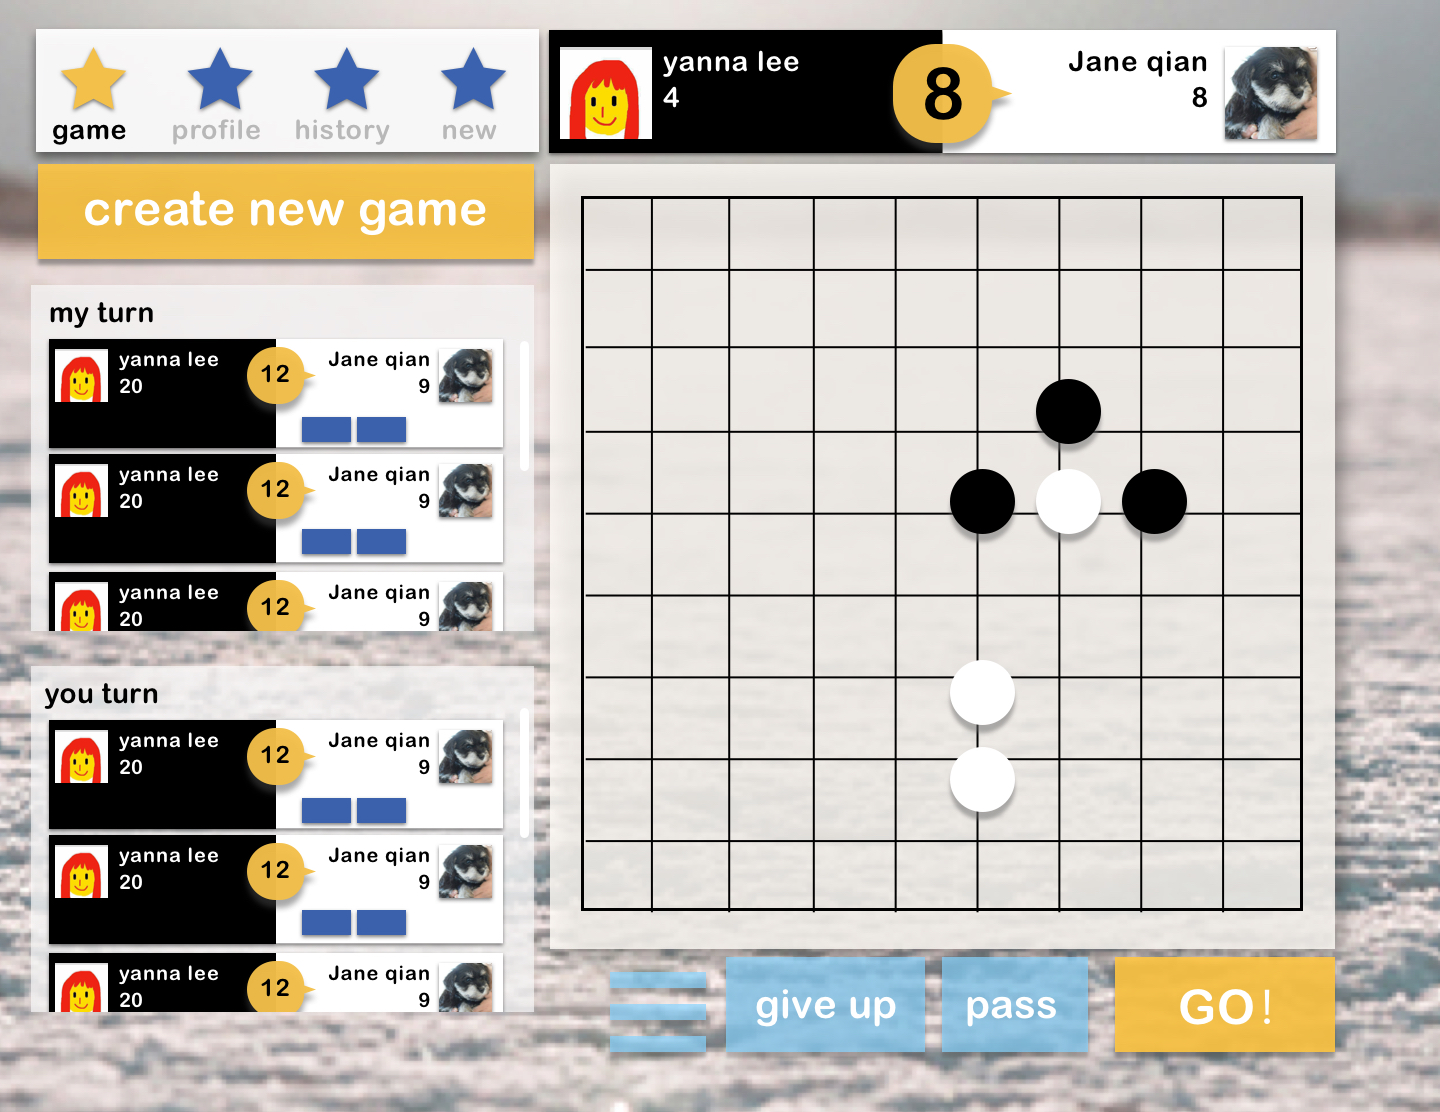 game profile history new
yanna lee
4
8
Jane qian
8
create new game
my turn
yanna lee
20
12
Jane qian
9
yanna lee
20
12
Jane qian
9
yanna lee
20
12
Jane qian
9
you turn
yanna lee
20
12
Jane qian
9
yanna lee
20
12
Jane qian
9
yanna lee
20
12
Jane qian
9
give up
pass
GO!